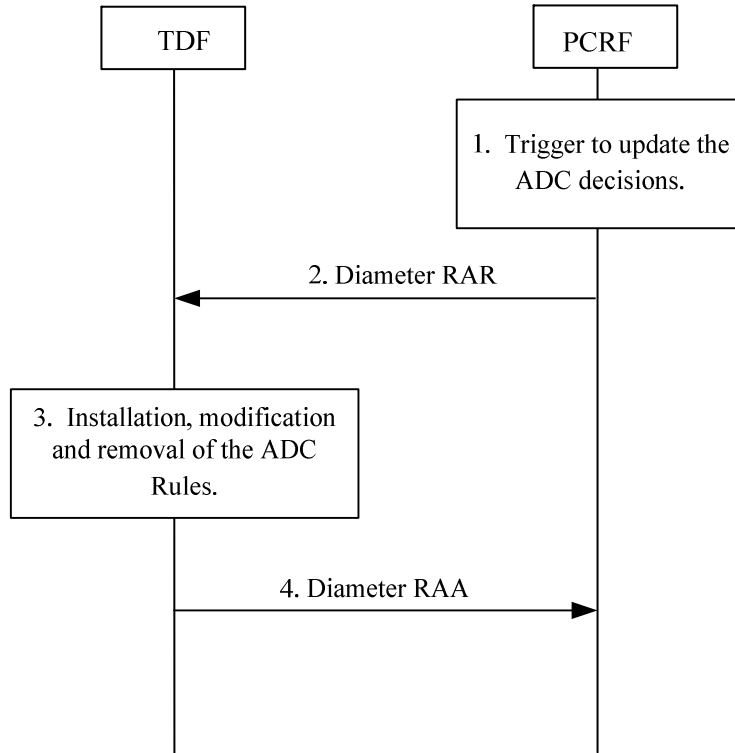 TDF
PCRF
1. Trigger to update the
ADC decisions.
2. Diameter RAR
3. Installation, modification
and removal of the ADC
Rules.
4. Diameter RAA